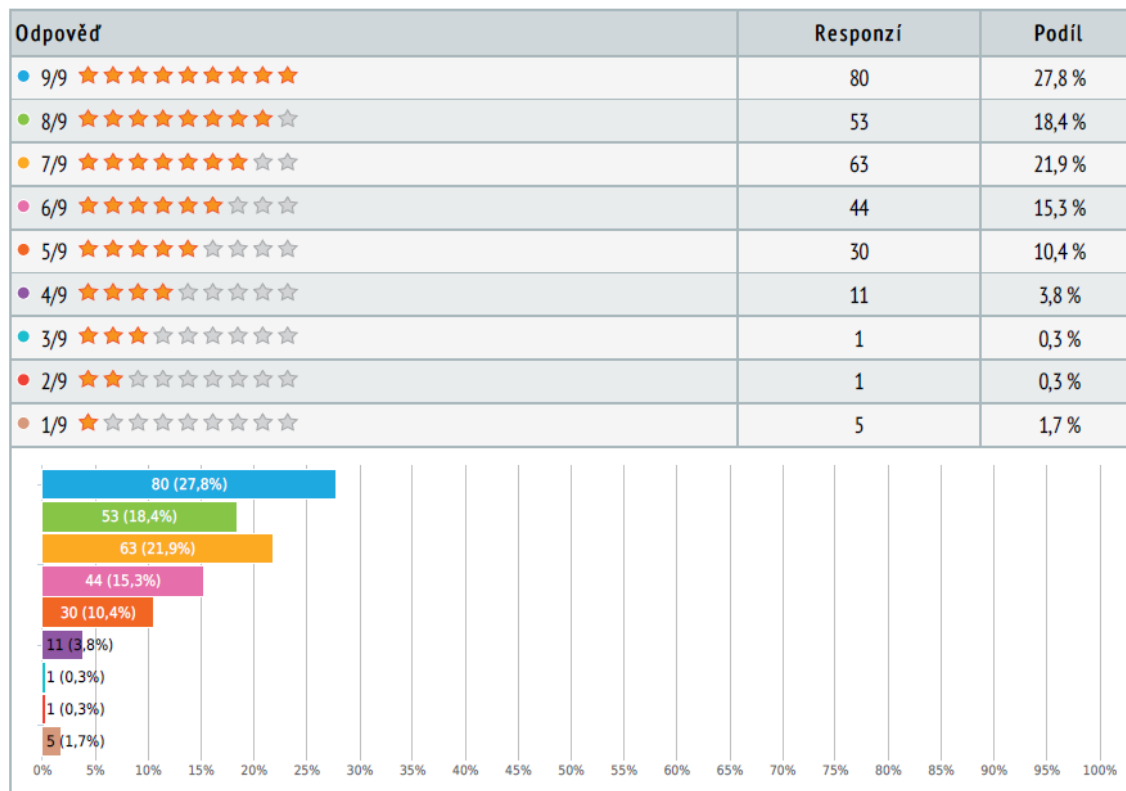 Odpověď Responzí Podíl
9/9 80 27,8 %
8/9 53 18,4 %
7/9 63 21,9 %
6/9 44 15,3 %
5/9 30 10,4 %
4/9 11 3,8 %
3/9 1 0,3 %
2/9 1 0,3 %
1/9 5 1,7 %
80 (27,8%)
53 (18,4%)
63 (21,9%)
44 (15,3%)
30 (10,4%)
11 (3,8%)
1 (0,3%)
1 (0,3%)
5 (1,7%)
0% 5% 10% 15% 20% 25% 30% 35% 40% 45% 50% 55% 60% 65% 70% 75% 80% 85% 90% 95% 100%